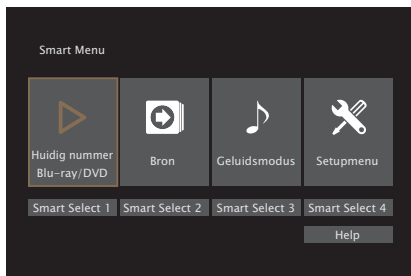 Smart Menu
Huidig nummer
Blu-ray/DVD
Bron
Geluidsmodus
Setupmenu
Smart Select 1
Smart Select 2
Smart Select 3
Smart Select 4
Help